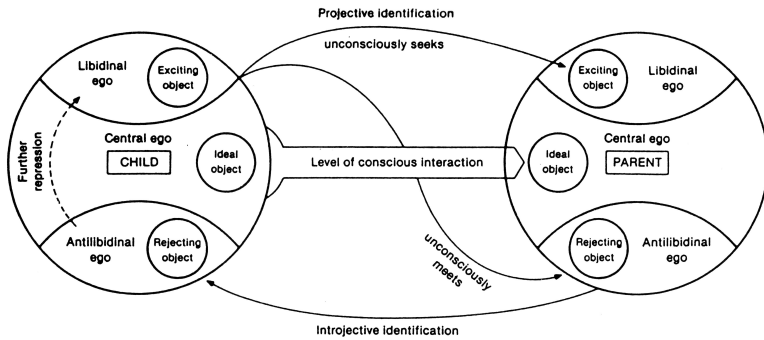 Projective identification
unconsciously seeks
Libidinal
ego
Exciting
object
Exciting
object
Libidinal
ego
Further
repression
Central ego
CHILD
Ideal
object
Level of conscious interaction
Ideal
object
Central ego
PARENT
Antilibidinal
ego
Rejecting
object
unconsciously
meets
Rejecting
object
Antilibidinal
ego
Introjective identification